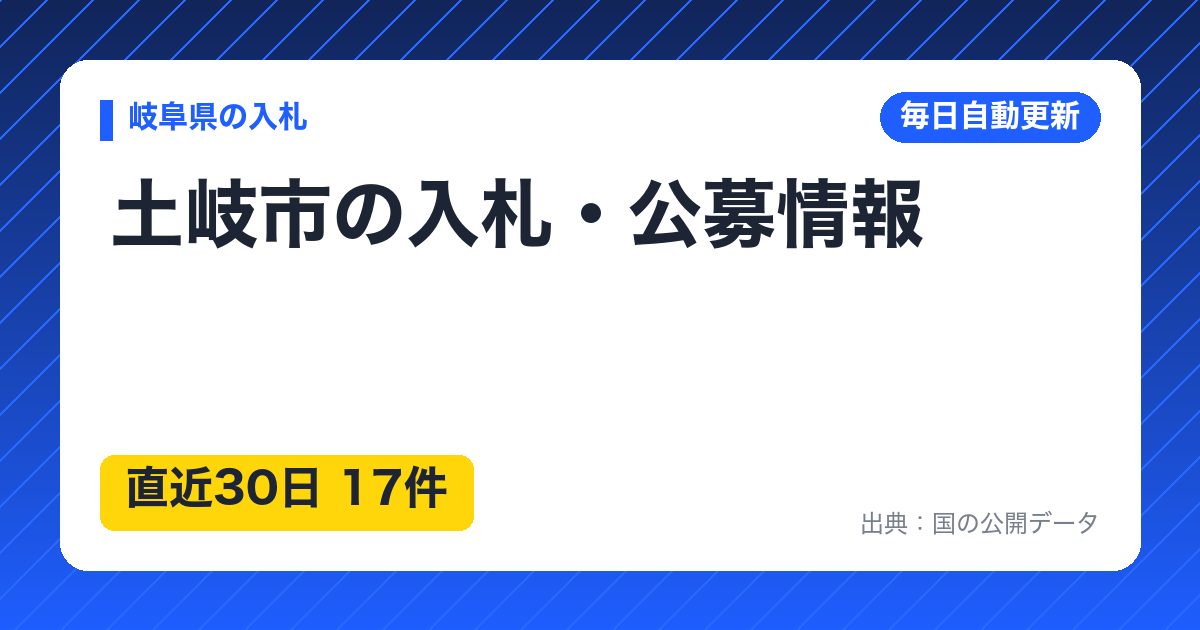 岐阜県の入札
毎日自動更新
土岐市の入札・公募情報
直近30日 17件
出典：国の公開データ